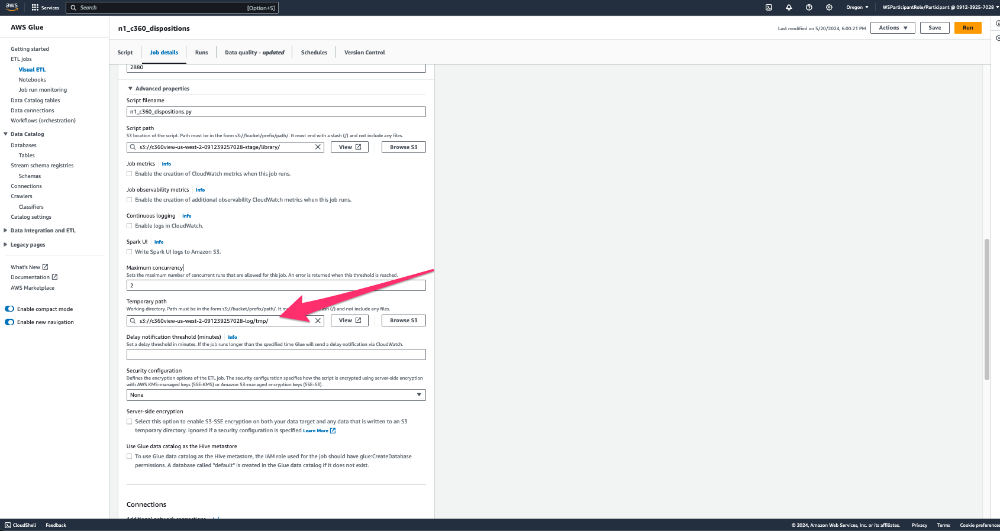 aws
Services
Search
[Option+S]
Oregon ▼
WSParticipantRole/Participant @ 0912-3925-7028 ▼
AWS Glue
Getting started
ETL jobs
Visual ETL
Notebooks
Job run monitoring
Data Catalog tables
Data connections
Workflows (orchestration)
Data Catalog
Databases
Tables
Stream schema registries
Schemas
Connections
Crawlers
Classifiers
Catalog settings
Data Integration and ETL
Legacy pages
What's New
Documentation
AWS Marketplace
Enable compact mode
Enable new navigation
n1_c360_dispositions
Last modified on 5/20/2024, 6:00:21 PM
Actions ▼
Save
Run
Script
Job details
Runs
Data quality - updated
Schedules
Version Control
2880
Advanced properties
Script filename
n1_c360_dispositions.py
Script path
S3 location of the script. Path must be in the form s3://bucket/prefix/path/. It must end with a slash (/) and not include any files.
s3://c360view-us-west-2-091239257028-stage/library/
View
Browse S3
Job metrics
Info
Enable the creation of CloudWatch metrics when this job runs.
Job observability metrics
Info
Enable the creation of additional observability CloudWatch metrics when this job runs.
Continuous logging
Info
Enable logs in CloudWatch.
Spark UI
Info
Write Spark UI logs to Amazon S3.
Maximum concurrency
Sets the maximum number of concurrent runs that are allowed for this job. An error is returned when this threshold is reached.
2
Temporary path
Working directory. Path must be in the form s3://bucket/prefix/path/. It (/) and not include any files.
s3://c360view-us-west-2-091239257028-log/tmp/
View
Browse S3
Delay notification threshold (minutes)
Info
Set a delay threshold in minutes. If the job runs longer than the specified time Glue will send a delay notification via CloudWatch.
Security configuration
Defines the encryption options of the ETL job. The security configuration specifies how the script is encrypted using server-side encryption
with AWS KMS-managed keys (SSE-KMS) or Amazon S3-managed encryption keys (SSE-S3).
None
Server-side encryption
Select this option to enable S3-SSE encryption on both your data target and any data that is written to an S3
temporary directory. Ignored if a security configuration is specified Learn More
Use Glue data catalog as the Hive metastore
To use Glue data catalog as the Hive metastore, the IAM role used for the job should have glue:CreateDatabase
permissions. A database called "default" is created in the Glue data catalog if it does not exist.
Connections
CloudShell
Feedback
© 2024, Amazon Web Services, Inc. or its affiliates.
Privacy
Terms
Cookie preferences